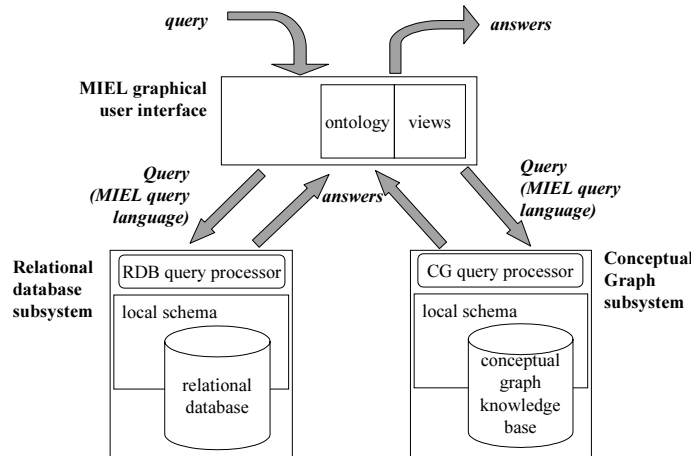 query
answers
MIEL graphical
user interface
ontology
views
Query
(MIEL query
language)
answers
Query
(MIEL query
language)
Relational
database
subsystem
RDB query processor
local schema
relational
database
CG query processor
local schema
conceptual
graph
knowledge
base
Conceptual
Graph
subsystem